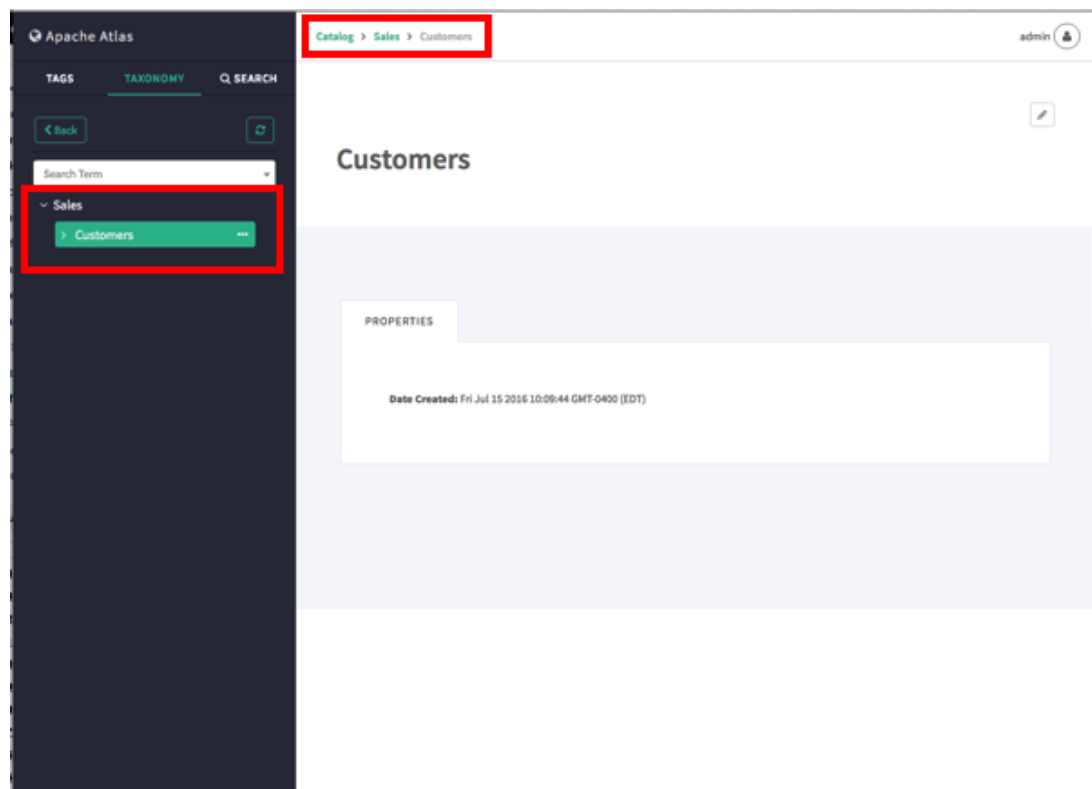 Apache Atlas
Catalog > Sales > Customers
admin
TAGS TAXONOMY SEARCH
Back
Search Term
Sales
Customers
Customers
PROPERTIES
Date Created: Fri Jul 15 2016 10:09:44 GMT-0400 (EDT)